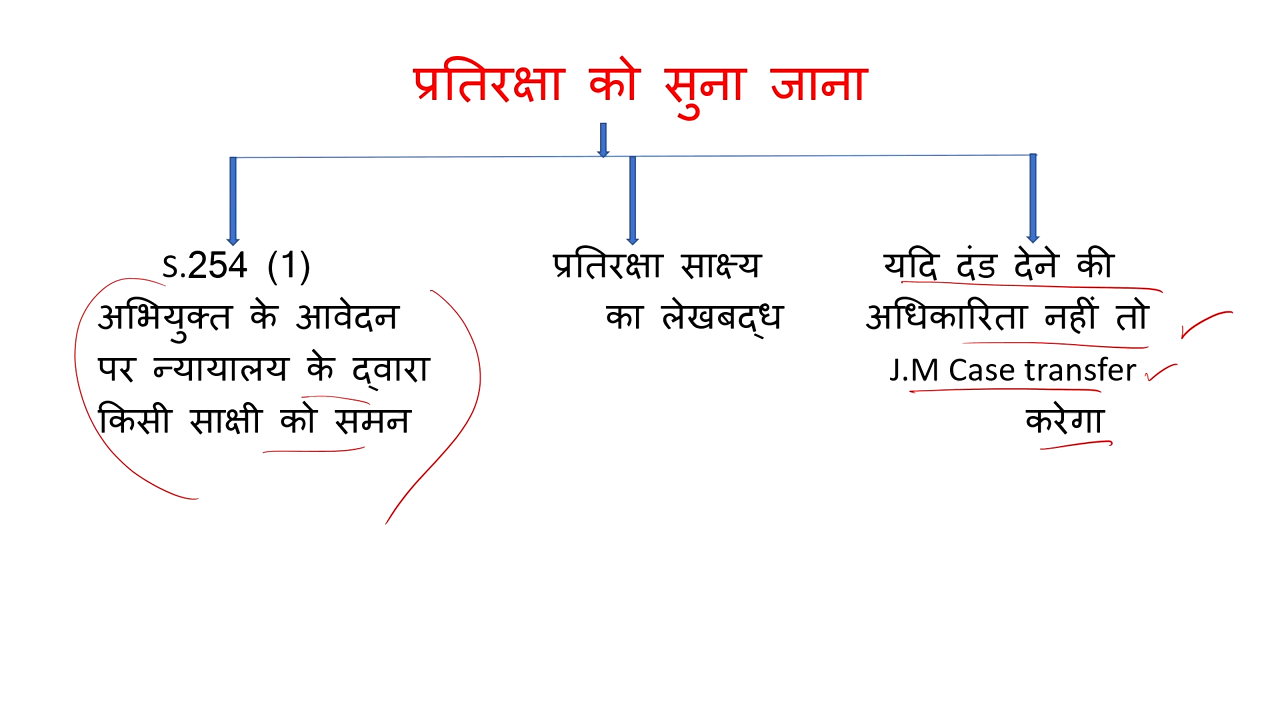 प्रतिरक्षा को सुना जाना
S.254 (1)
अभियुक्त के आवेदन
पर न्यायालय के द्वारा
किसी साक्षी को समन
प्रतिरक्षा साक्ष्य
का लेखबद्ध
यदि दंड देने की
अधिकारिता नहीं तो
J.M Case transfer
करेगा